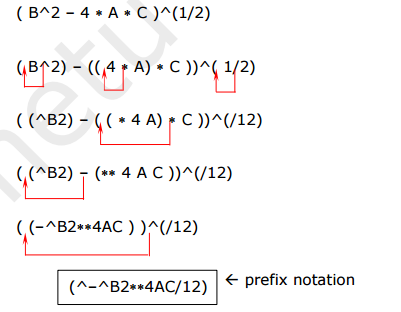 ( B^2 – 4 * A * C )^(1/2)
( B^2) – (( 4 * A) * C ))^( 1/2)
( (^B2) – ( ( * 4 A) * C ))^(/12)
( (^B2) – (** 4 A C ))^(/12)
( (–^B2**4AC ) )^(/12)
(^–^B2**4AC/12) ← prefix notation